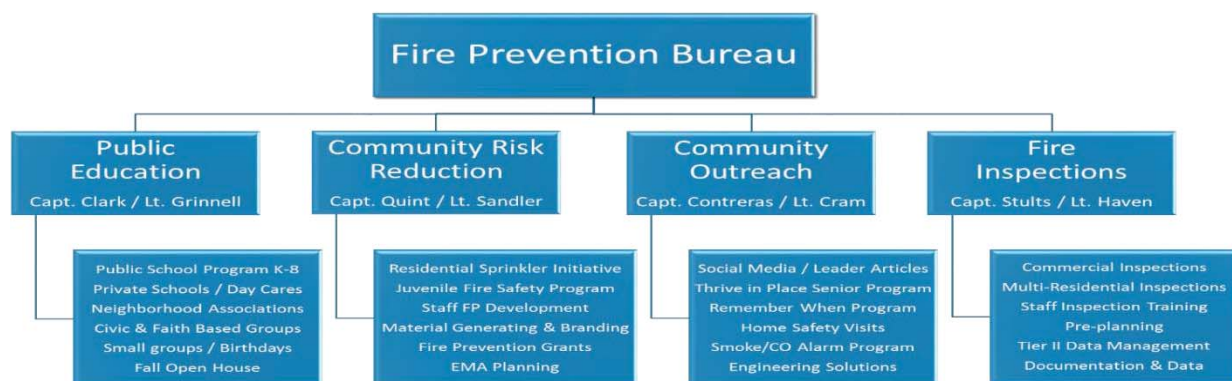 Fire Prevention Bureau
Public
Education
Capt. Clark / Lt. Grinnell
Community Risk
Reduction
Capt. Quint / Lt. Sandler
Community
Outreach
Capt. Contreras / Lt. Cram
Fire
Inspections
Capt. Stults / Lt. Haven
Public School Program K-8
Private Schools / Day Cares
Neighborhood Associations
Civic & Faith Based Groups
Small groups / Birthdays
Fall Open House
Residential Sprinkler Initiative
Juvenile Fire Safety Program
Staff FP Development
Material Generating & Branding
Fire Prevention Grants
EMA Planning
Social Media / Leader Articles
Thrive in Place Senior Program
Remember When Program
Home Safety Visits
Smoke/CO Alarm Program
Engineering Solutions
Commercial Inspections
Multi-Residential Inspections
Staff Inspection Training
Pre-planning
Tier II Data Management
Documentation & Data